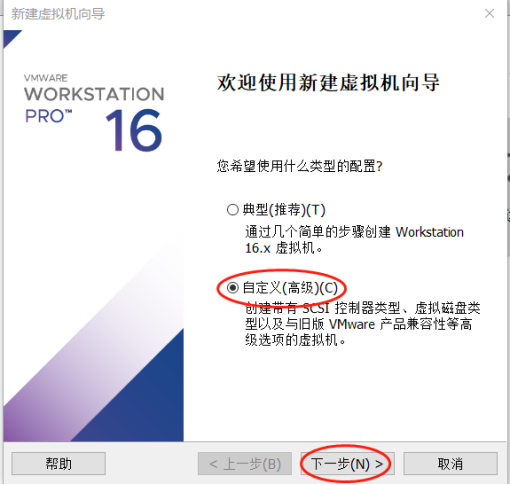 新建虚拟机向导
VMWARE
WORKSTATION
PRO™ 16
欢迎使用新建虚拟机向导
您希望使用什么类型的配置?
典型(推荐)(T)
通过几个简单的步骤创建 Workstation
16.x 虚拟机。
自定义(高级)(C)
创建带有 SCSI 控制器类型、虚拟磁盘类
型以及与旧版 VMware 产品兼容性等高
级选项的虚拟机。
帮助
< 上一步(B)
下一步(N) >
取消